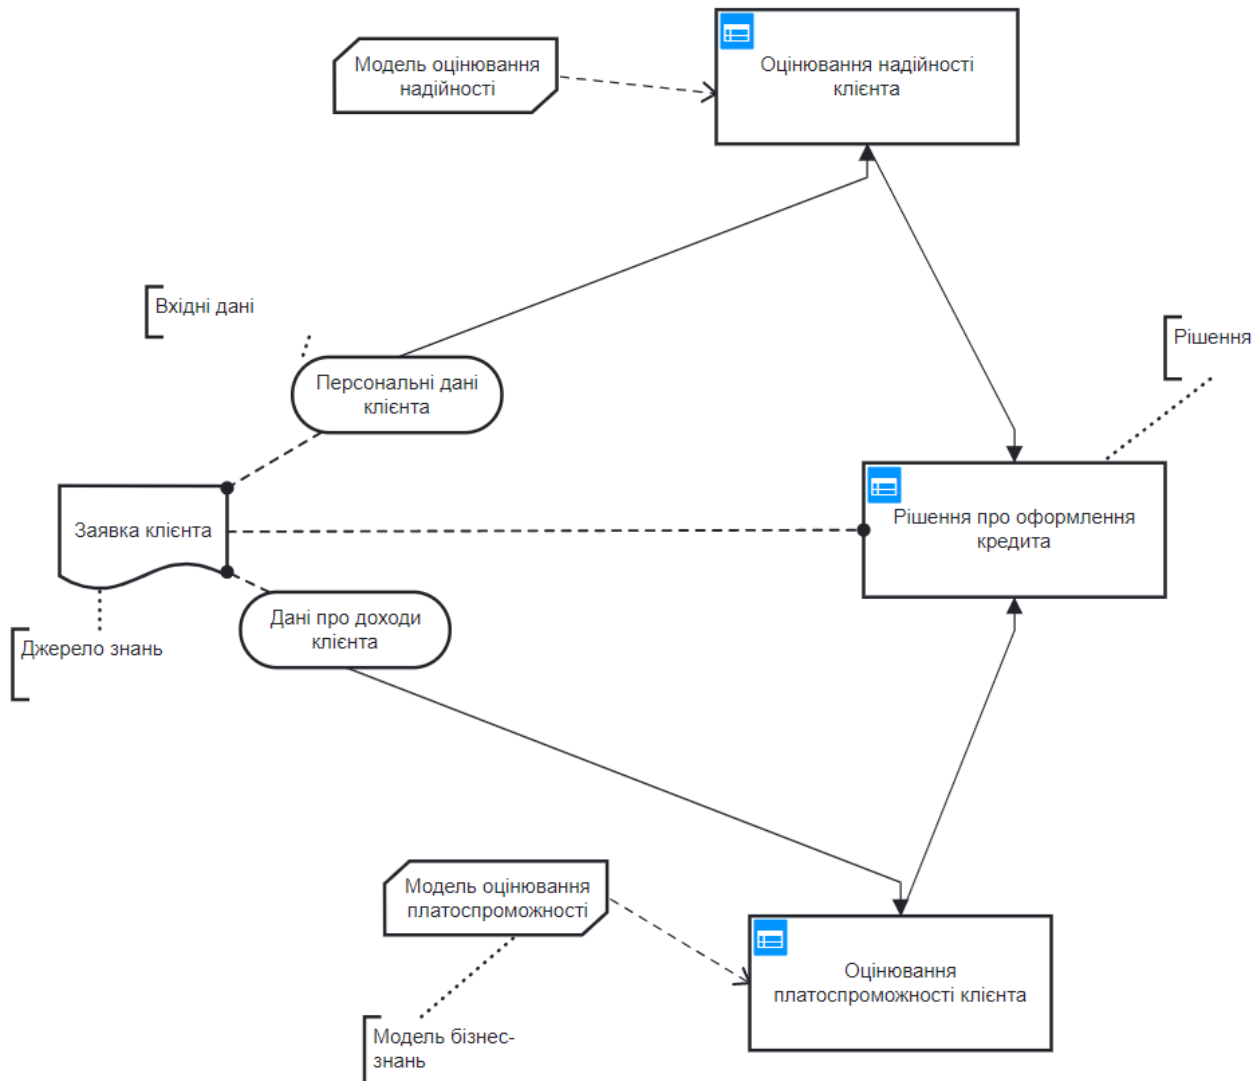 Модель оцінювання
надійності
Оцінювання надійності
клієнта
Вхідні дані
Рішення
Персональні дані
клієнта
Заявка клієнта
Рішення про оформлення
кредита
Дані про доходи
клієнта
Джерело знань
Модель оцінювання
платоспроможності
Оцінювання
платоспроможності клієнта
Модель бізнес-
знань